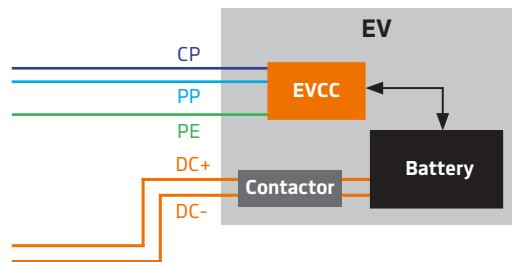 EV
CP
EVCC
PP
PE
Battery
DC+
Contactor
DC-